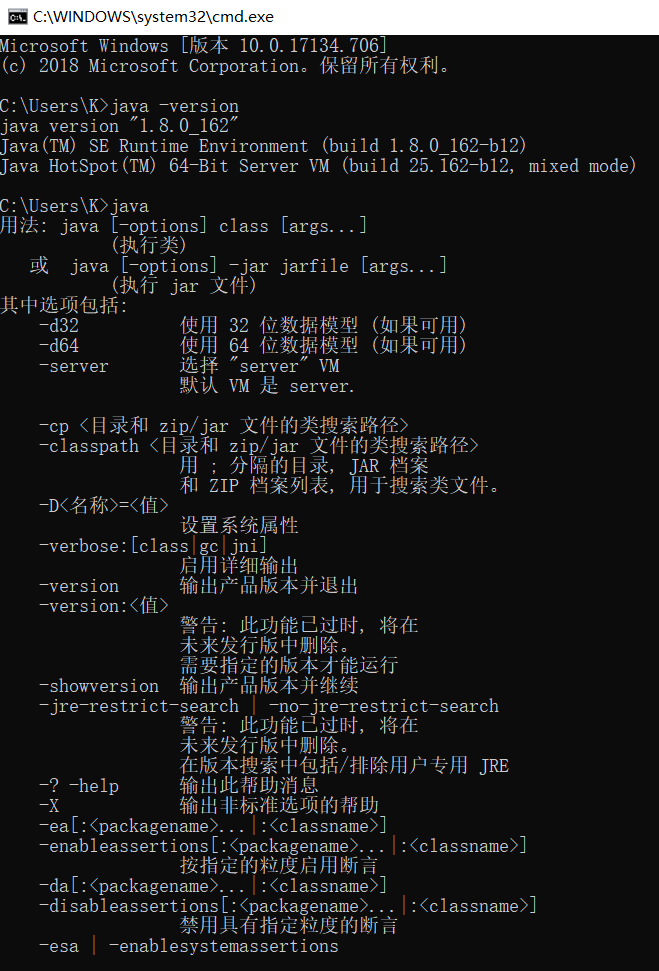 C:\WINDOWS\system32\cmd.exe
Microsoft Windows [版本 10.0.17134.706]
(c) 2018 Microsoft Corporation。保留所有权利。
C:\Users\K>java -version
java version "1.8.0_162"
Java(TM) SE Runtime Environment (build 1.8.0_162-b12)
Java HotSpot(TM) 64-Bit Server VM (build 25.162-b12, mixed mode)
C:\Users\K>java
用法: java [-options] class [args...]
(执行类)
或 java [-options] -jar jarfile [args...]
(执行 jar 文件)
其中选项包括:
-d32 使用 32 位数据模型 (如果可用)
-d64 使用 64 位数据模型 (如果可用)
-server 选择 "server" VM
默认 VM 是 server.
-cp <目录和 zip/jar 文件的类搜索路径>
-classpath <目录和 zip/jar 文件的类搜索路径>
用 ; 分隔的目录, JAR 档案
和 ZIP 档案列表, 用于搜索类文件。
-D<名称>=<值>
设置系统属性
-verbose:[class|gc|jni]
启用详细输出
-version 输出产品版本并退出
-version:<值>
警告: 此功能已过时, 将在
未来发行版中删除。
需要指定的版本才能运行
-showversion 输出产品版本并继续
-jre-restrict-search | -no-jre-restrict-search
警告: 此功能已过时, 将在
未来发行版中删除。
在版本搜索中包括/排除用户专用 JRE
-? -help 输出此帮助消息
-X 输出非标准选项的帮助
-ea[:<packagename>...|:<classname>]
-enableassertions[:<packagename>...|:<classname>]
按指定的粒度启用断言
-da[:<packagename>...|:<classname>]
-disableassertions[:<packagename>...|:<classname>]
禁用具有指定粒度的断言
-esa | -enablesystemassertions